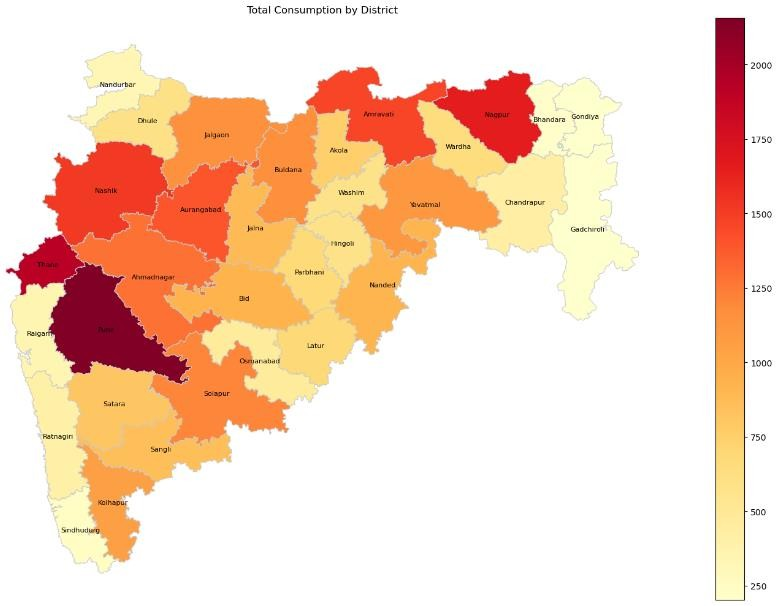 Total Consumption by District
Nandurbar
Dhule
Jalgaon
Buldana
Akola
Amravati
Nagpur
Wardha
Bhandara
Gondiya
Nashik
Aurangabad
Jalna
Washim
Yavatmal
Chandrapur
Gadchiroli
Hingoli
Parbhani
Nanded
Thane
Ahmadnagar
Bid
Raigarh
Pune
Osmanabad
Latur
Satara
Solapur
Ratnagiri
Sangli
Kolhapur
Sindhudurg
2000
1750
1500
1250
1000
750
500
250